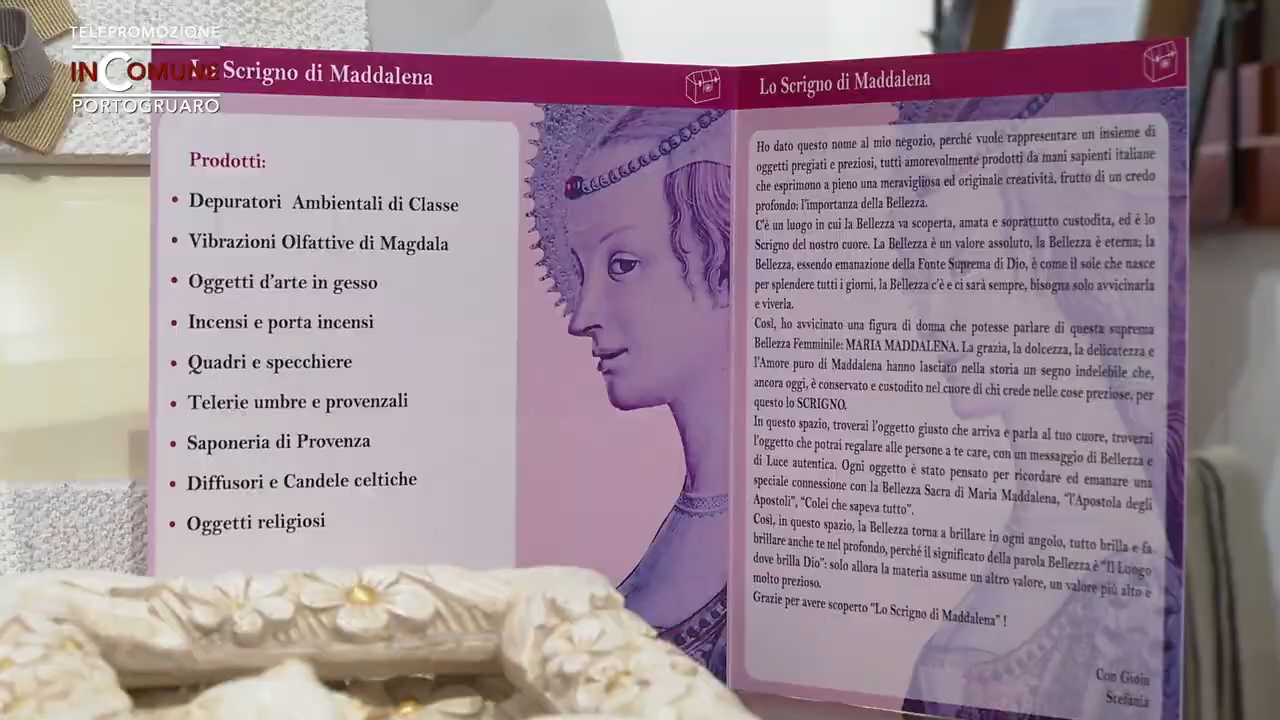 TELEPROMOZIONE
IN COMUNE
PORTOGRUARO
Lo Scrigno di Maddalena
Prodotti:
• Depuratori Ambientali di Classe
• Vibrazioni Olfattive di Magdala
• Oggetti d'arte in gesso
• Incensi e porta incensi
• Quadri e specchiere
• Telerie umbre e provenzali
• Saponeria di Provenza
• Diffusori e Candele celtiche
• Oggetti religiosi
Lo Scrigno di Maddalena
Ho dato questo nome al mio negozio, perché vuole rappresentare un insieme di
oggetti pregiati e preziosi, tutti amorevolmente prodotti da mani sapienti italiane
che esprimono a pieno una meravigliosa ed originale creatività, frutto di un credo
profondo: l'importanza della Bellezza.
C'è un luogo in cui la Bellezza va scoperta, amata e soprattutto custodita, ed è lo
Scrigno del nostro cuore. La Bellezza è un valore assoluto, la Bellezza è eterna; la
Bellezza, essendo emanazione della Fonte Suprema di Dio, è come il sole che nasce
per splendere tutti i giorni, la Bellezza c'è e ci sarà sempre, bisogna solo avvicinarla
e viverla.
Così, ho avvicinato una figura di donna che potesse parlare di questa suprema
Bellezza Femminile: MARIA MADDALENA. La grazia, la dolcezza, la delicatezza e
l'Amore puro di Maddalena hanno lasciato nella storia un segno indelebile che,
ancora oggi, è conservato e custodito nel cuore di chi crede nelle cose preziose, per
questo lo SCRIGNO.
In questo spazio, troverai l'oggetto giusto che arriva e parla al tuo cuore, troverai
l'oggetto che potrai regalare alle persone a te care, con un messaggio di Bellezza e
di Luce autentica. Ogni oggetto è stato pensato per ricordare ed emanare una
speciale connessione con la Bellezza Sacra di Maria Maddalena, "l'Apostola degli
Apostoli", "Colei che sapeva tutto".
Così, in questo spazio, la Bellezza torna a brillare in ogni angolo, tutto brilla e fa
brillare anche te nel profondo, perché il significato della parola Bellezza è "Il Luogo
dove brilla Dio": solo allora la materia assume un altro valore, un valore più alto e
molto prezioso.
Grazie per avere scoperto "Lo Scrigno di Maddalena" !
Con Gioia
Stefania